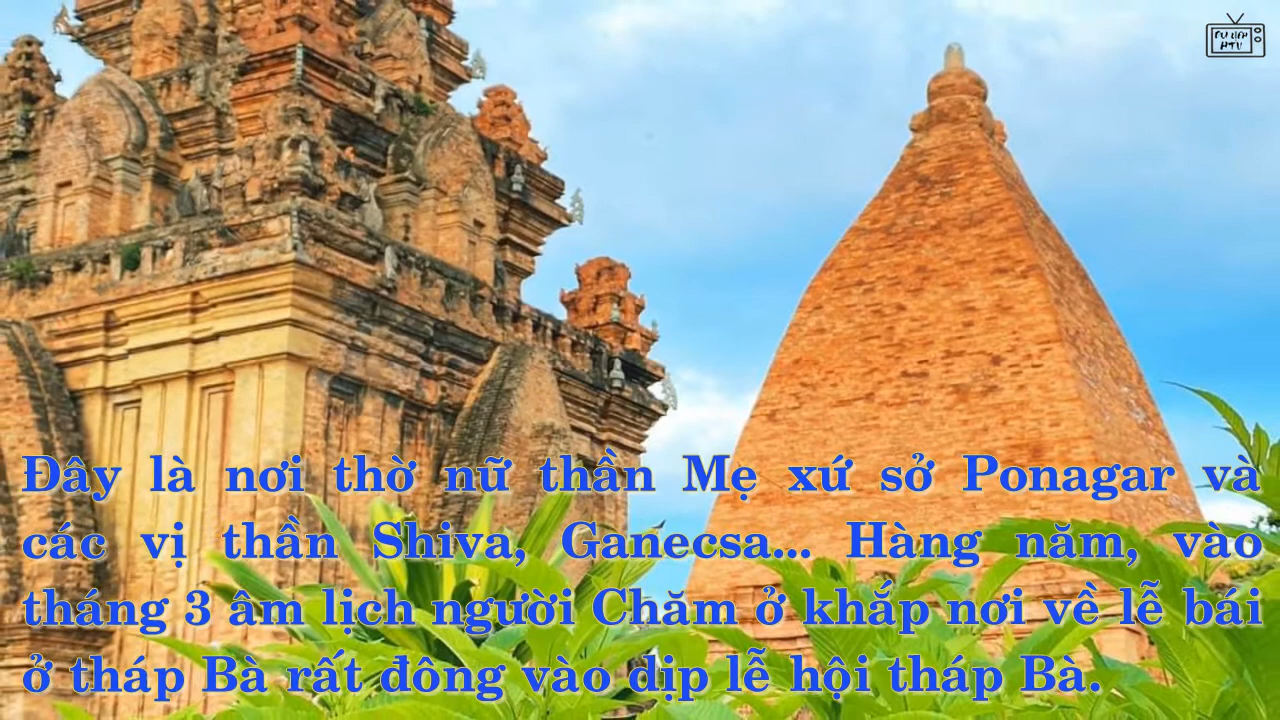 Đây là nơi thờ nữ thần Mẹ xứ sở Ponagar và
các vị thần Shiva, Ganecsa... Hàng năm, vào
tháng 3 âm lịch người Chăm ở khắp nơi về lễ bái
ở tháp Bà rất đông vào dịp lễ hội tháp Bà.